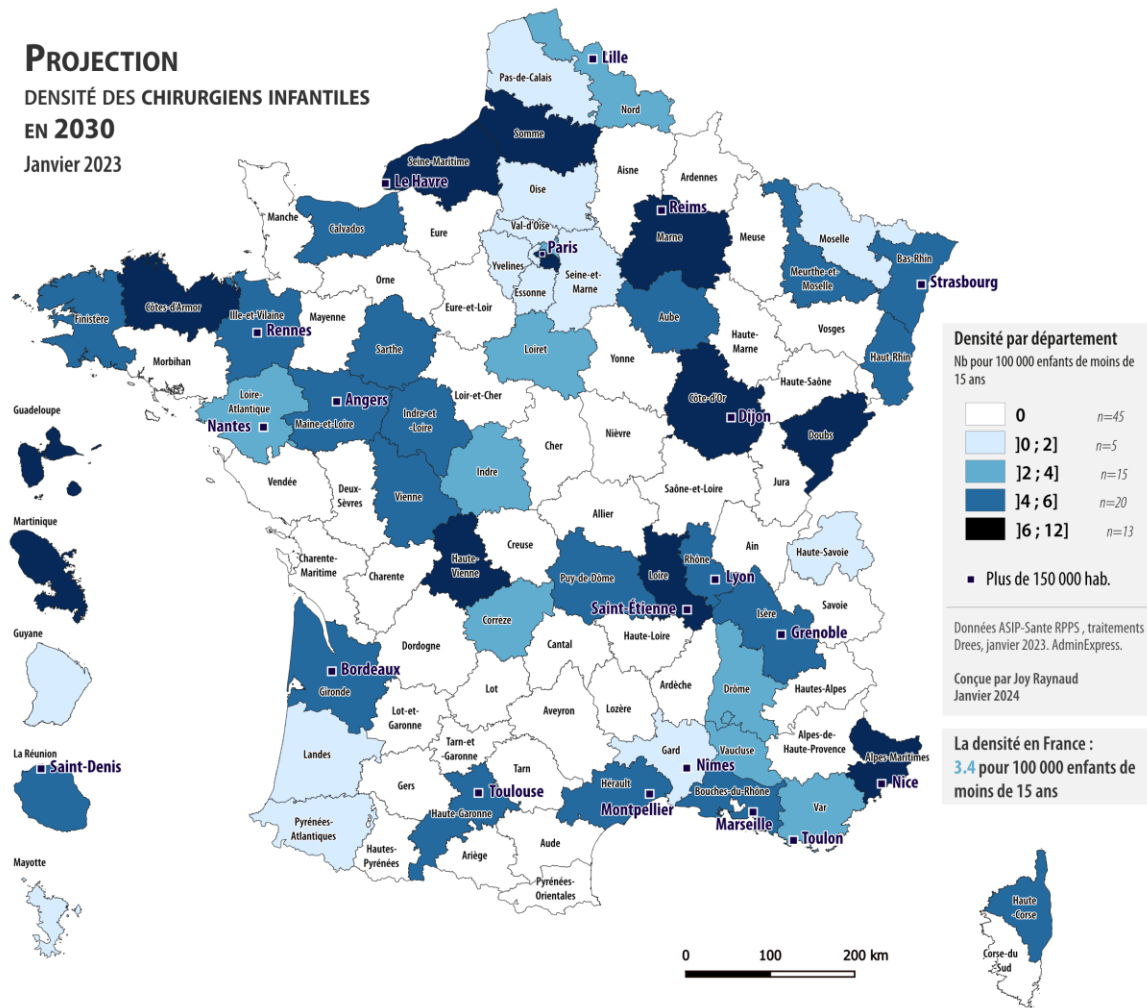 PROJECTION
DENSITÉ DES CHIRURGIENS INFANTILES
EN 2030
Janvier 2023
Lille
Pas-de-Calais
Nord
Somme
Seine-Maritime
Le Havre
Aisne
Ardennes
Oise
Manche
Calvados
Eure
Val-d'Oise
Paris
Reims
Marne
Meuse
Moselle
Bas-Rhin
Meurthe-et-
Moselle
Strasbourg
Yvelines
Essonne
Seine-et-
Marne
Orne
Eure-et-Loir
Finistère
Côtes-d'Armor
Ille-et-Vilaine
Rennes
Mayenne
Sarthe
Morbihan
Aube
Haute-
Marne
Vosges
Haut-Rhin
Loiret
Yonne
Haute-Saône
Loire-
Atlantique
Nantes
Angers
Maine-et-Loire
Indre-et
-Loire
Loir-et-Cher
Côte-d'Or
Dijon
Doubs
Cher
Nièvre
Indre
Vendée
Deux-
Sèvres
Vienne
Saône-et-Loire
Jura
Allier
Charente-
Maritime
Charente
Haute-
Vienne
Creuse
Puy-de-Dôme
Loire
Rhône
Lyon
Ain
Haute-Savoie
Saint-Étienne
Savoie
Isère
Grenoble
Corrèze
Dordogne
Cantal
Haute-Loire
Bordeaux
Gironde
Lot
Ardèche
Drôme
Hautes-Alpes
Lot-et-
Garonne
Aveyron
Lozère
Landes
Tarn-et
Garonne
Gard
Nîmes
Vaucluse
Alpes-de-
Haute-Provence
Alpes-Maritimes
Nice
Gers
Tarn
Toulouse
Haute-Garonne
Hérault
Montpellier
Bouches-du-Rhône
Marseille
Var
Toulon
Pyrénées-
Atlantiques
Hautes-
Pyrénées
Ariège
Aude
Pyrénées-
Orientales
Haute
-Corse
Corse-du
Sud
Guadeloupe
Martinique
Guyane
La Réunion
Saint-Denis
Mayotte
Densité par département
Nb pour 100 000 enfants de moins de
15 ans
0 n=45
]0 ; 2] n=5
]2 ; 4] n=15
]4 ; 6] n=20
]6 ; 12] n=13
Plus de 150 000 hab.
Données ASIP-Sante RPPS , traitements
Drees, janvier 2023. AdminExpress.
Conçue par Joy Raynaud
Janvier 2024
La densité en France :
3.4 pour 100 000 enfants de
moins de 15 ans
0 100 200 km